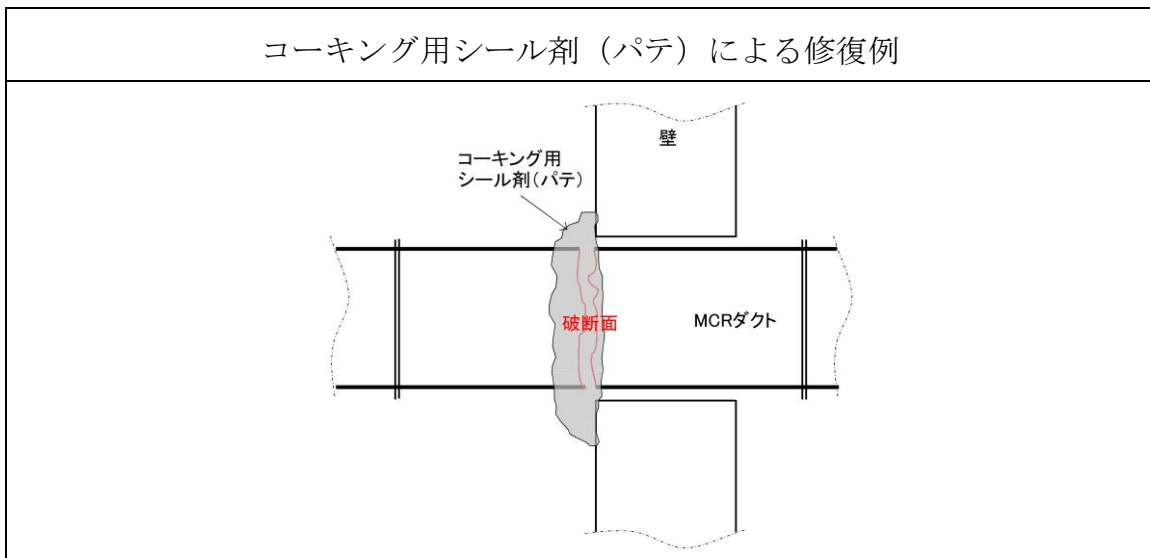 コーキング用シール剤（パテ）による修復例
壁
コーキング用
シール剤（パテ）
破断面
MCRダクト